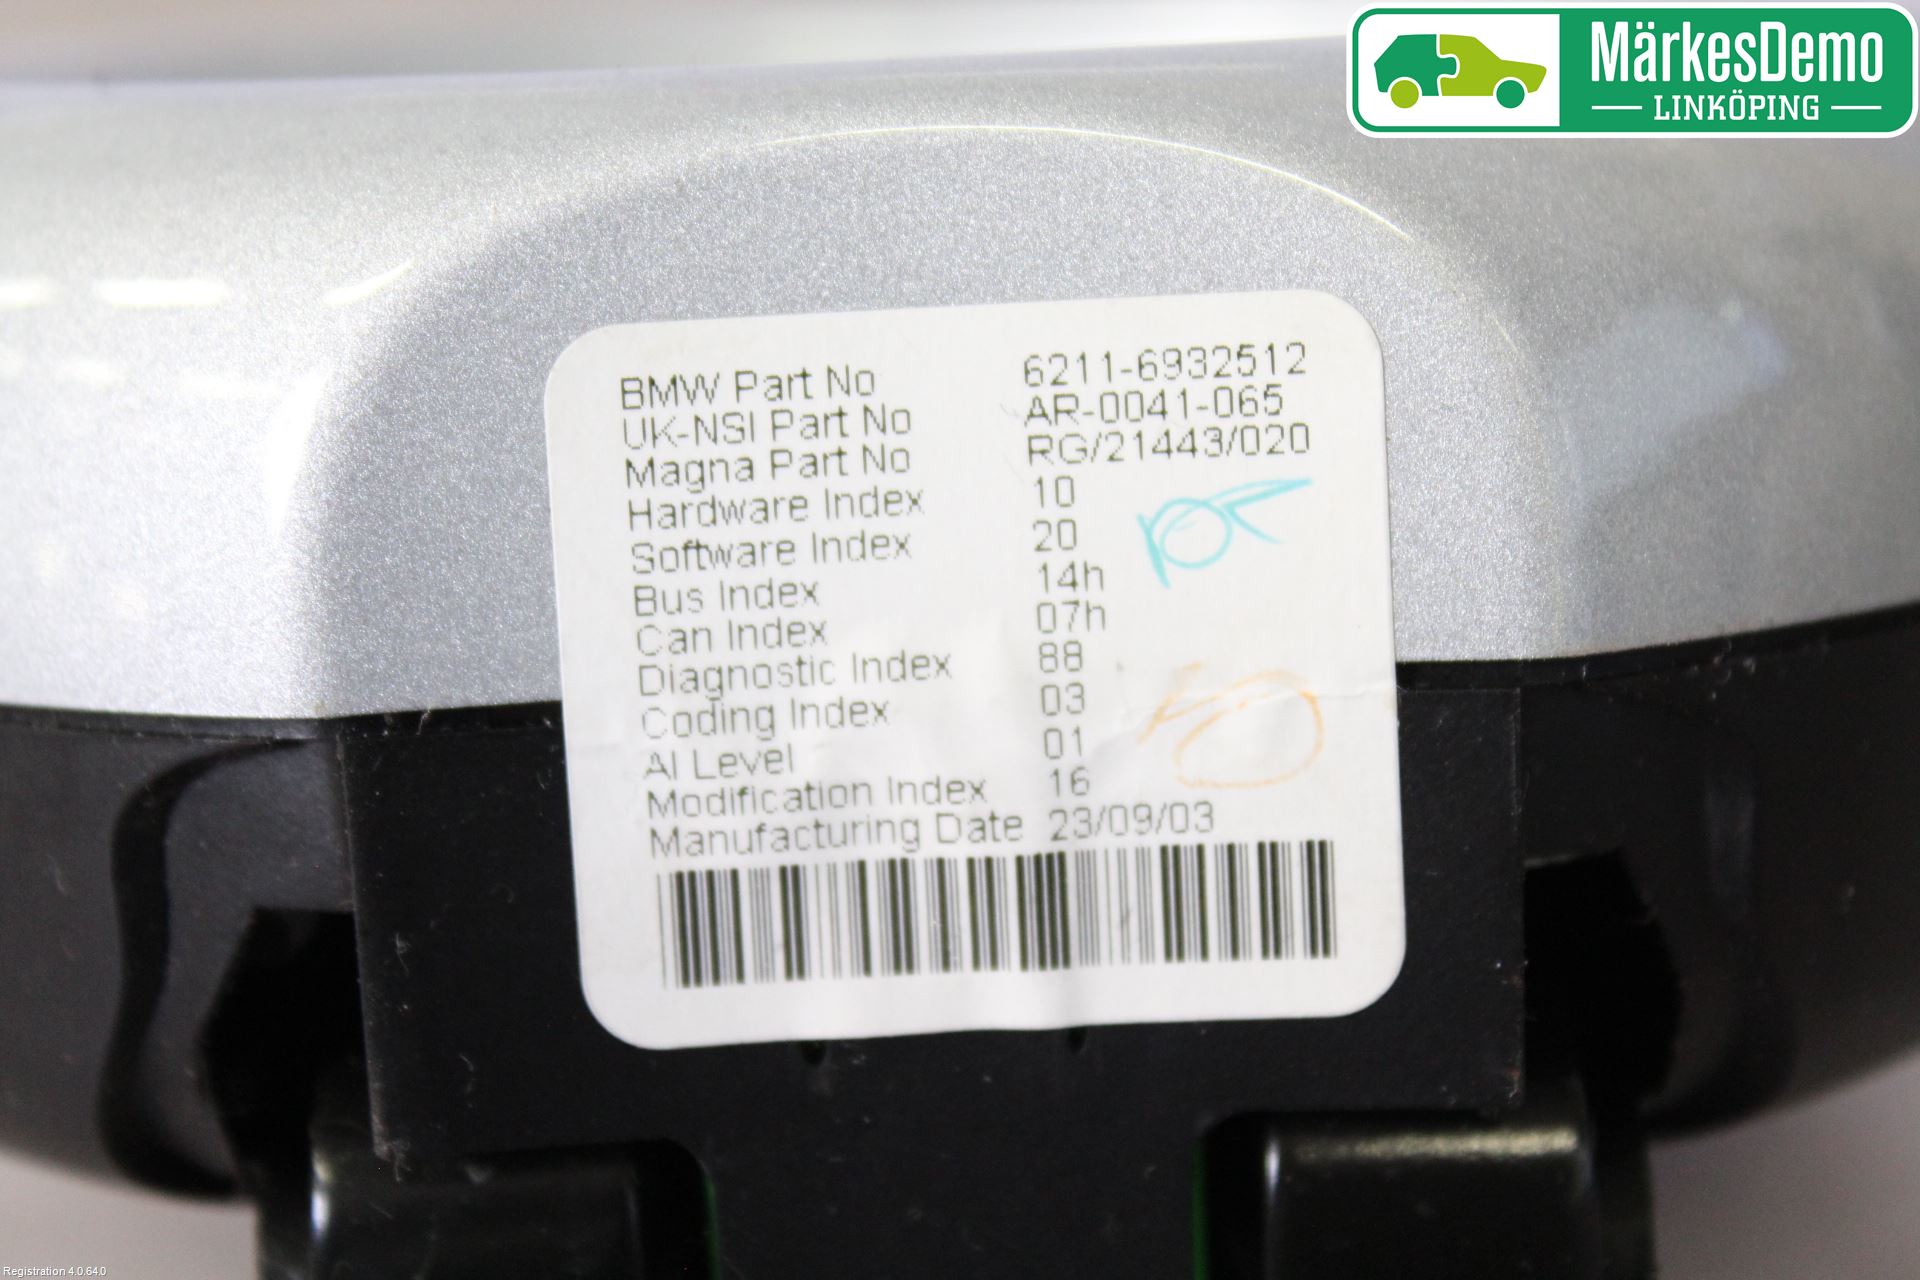 MärkesDemo
LINKÖPING
BMW Part No 6211-6932512
UK-NSI Part No AR-0041-065
Magna Part No RG/21443/020
Hardware Index 10
Software Index 20
Bus Index 14h
Can Index 07h
Diagnostic Index 88
Coding Index 03
AI Level 01
Modification Index 16
Manufacturing Date 23/09/03
Registration 4.0.64.0